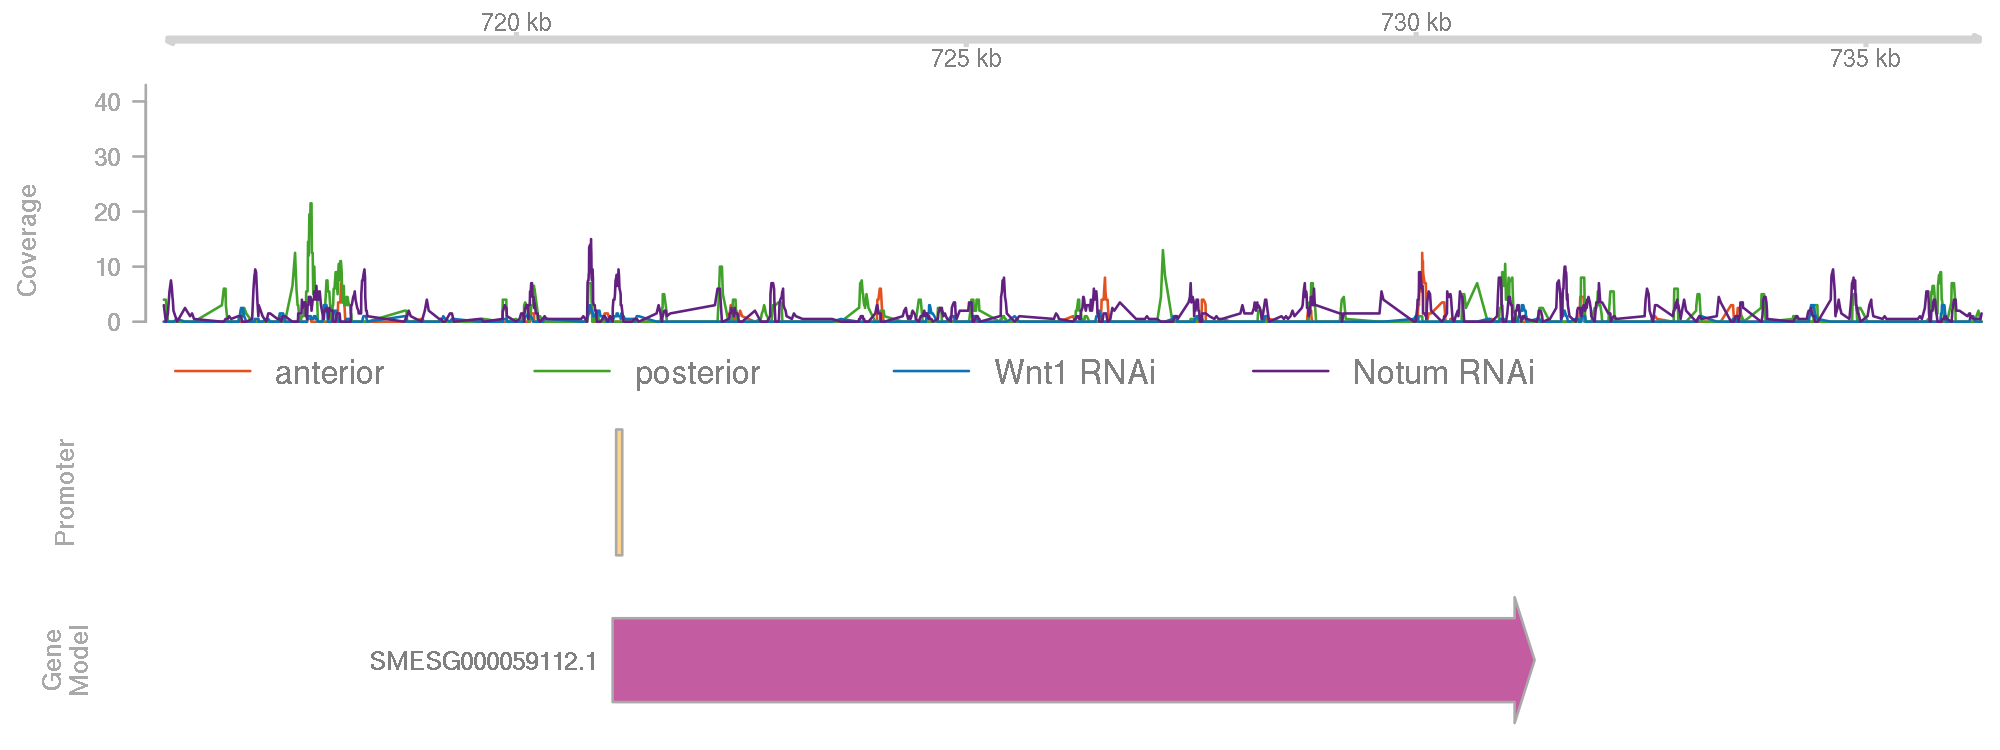 720 kb 730 kb
725 kb 735 kb
40
30
20
10
0
Coverage
anterior posterior Wnt1 RNAi Notum RNAi
Promoter
SMESG000059112.1
Gene
Model